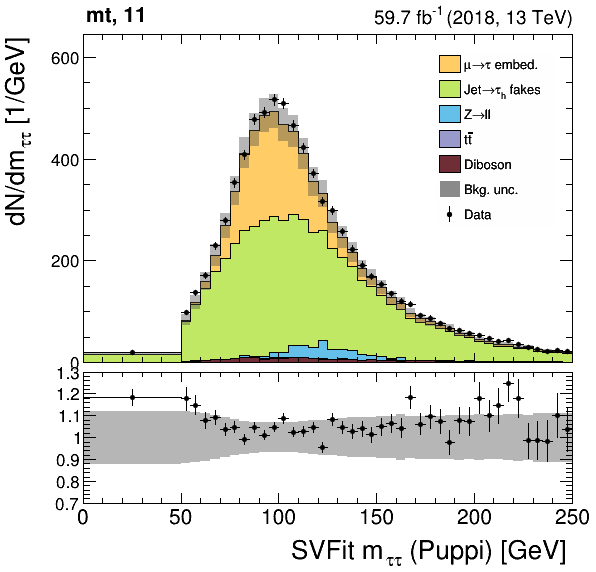 mt, 11
59.7 fb⁻¹ (2018, 13 TeV)
dN/dm_ττ [1/GeV]
600
400
200
0
μ→τ embed.
Jet→τ_h fakes
Z→ll
tt̄
Diboson
Bkg. unc.
Data
1.3
1.2
1.1
1
0.9
0.8
0.7
0 50 100 150 200 250
SVFit m_ττ (Puppi) [GeV]